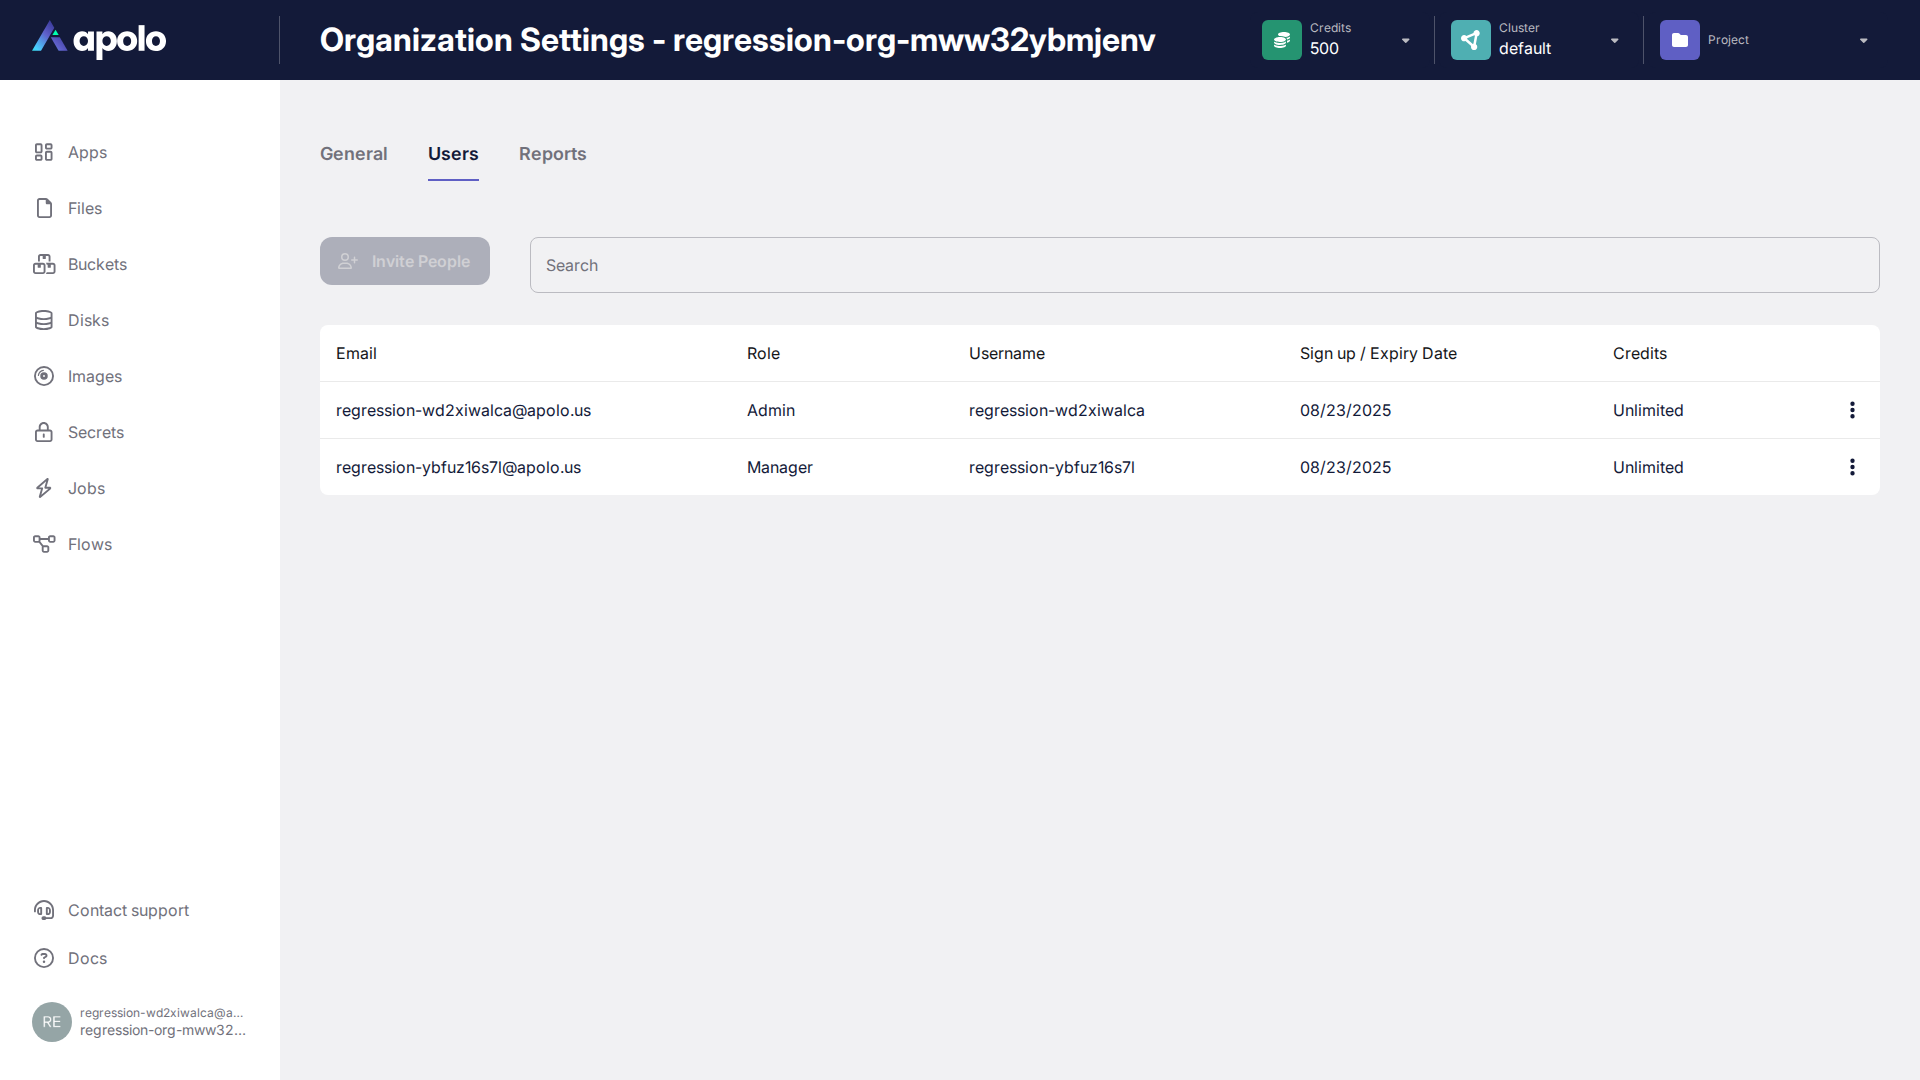 apolo
Organization Settings - regression-org-mww32ybmjenv
Credits
500
Cluster
default
Project
Apps
Files
Buckets
Disks
Images
Secrets
Jobs
Flows
Contact support
Docs
RE
regression-wd2xiwalca@a...
regression-org-mww32...
General Users Reports
Invite People
Search
Email Role Username Sign up / Expiry Date Credits
regression-wd2xiwalca@apolo.us Admin regression-wd2xiwalca 08/23/2025 Unlimited
regression-ybfuz16s7l@apolo.us Manager regression-ybfuz16s7l 08/23/2025 Unlimited